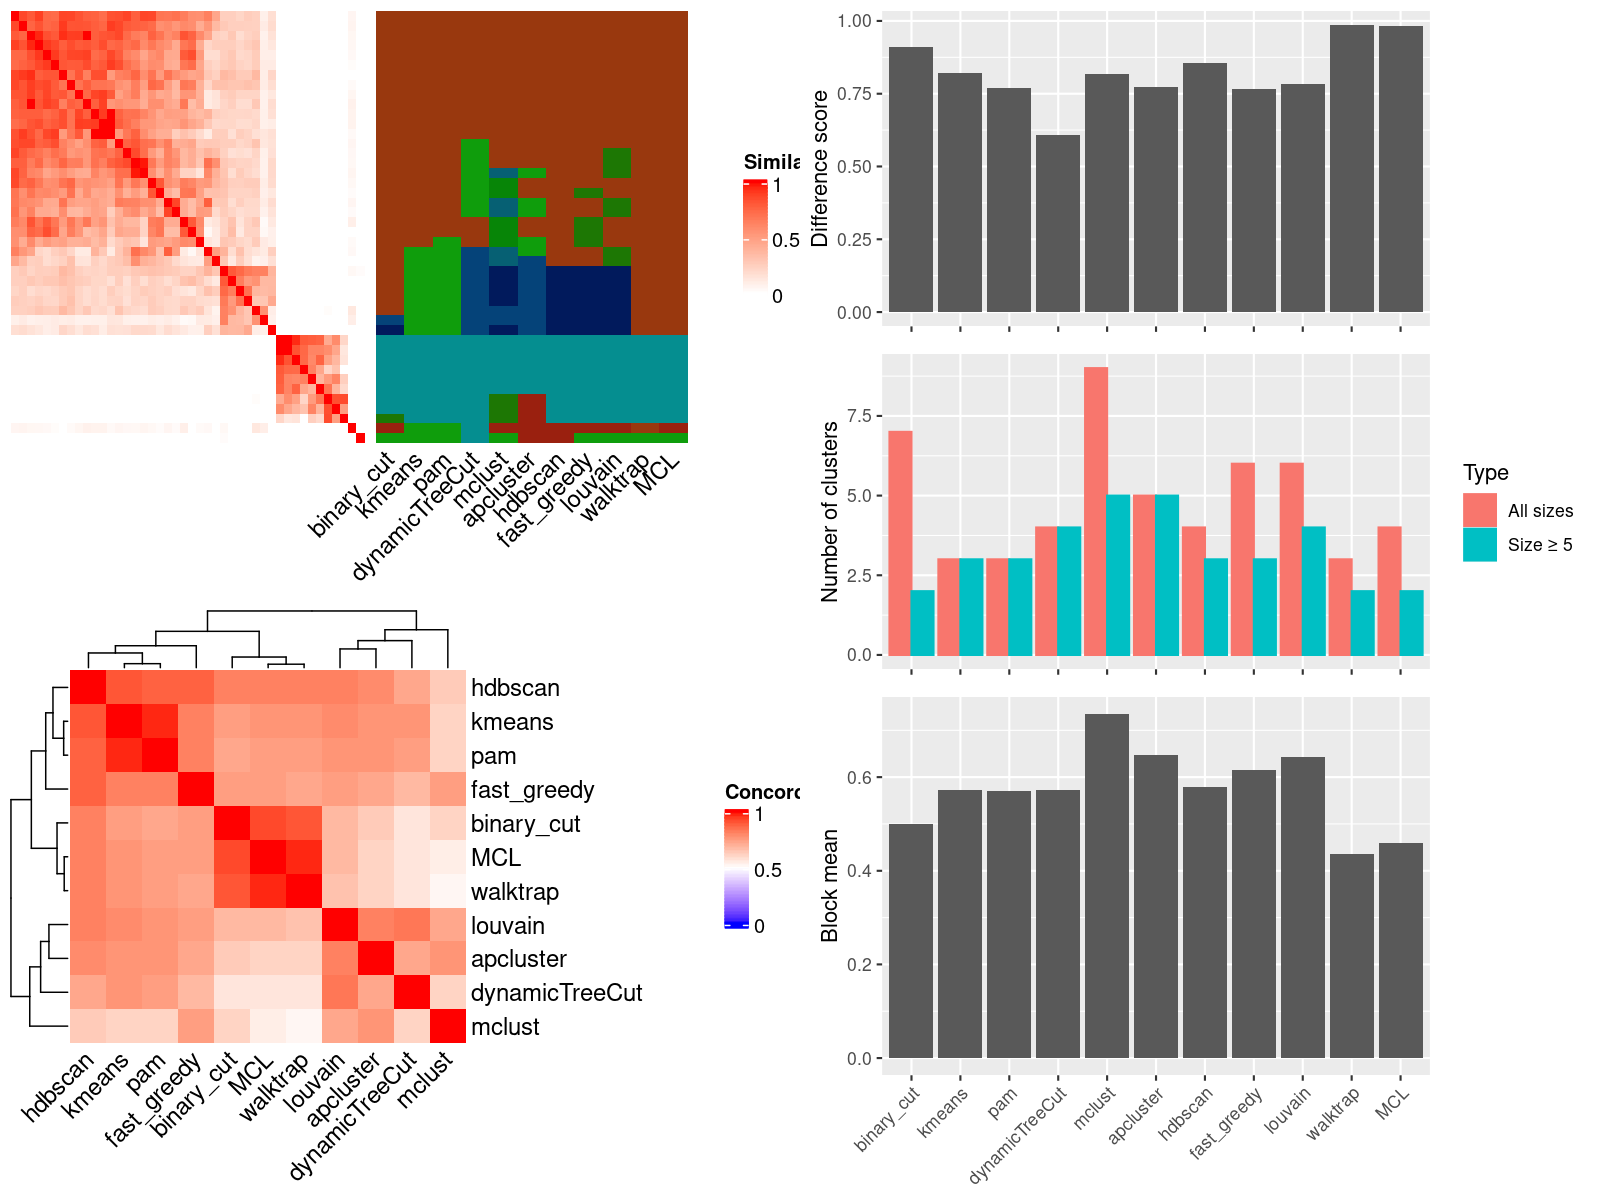 Simila
1
0.5
0
binary_cut
kmeans
pam
dynamicTreeCut
mclust
apcluster
hdbscan
fast_greedy
louvain
walktrap
MCL
hdbscan
kmeans
pam
fast_greedy
binary_cut
MCL
walktrap
louvain
apcluster
dynamicTreeCut
mclust
hdbscan
kmeans
pam
fast_greedy
binary_cut
MCL
walktrap
louvain
apcluster
dynamicTreeCut
mclust
Concord
1
0.5
0
Difference score
1.00
0.75
0.50
0.25
0.00
Number of clusters
7.5
5.0
2.5
0.0
Type
All sizes
Size ≥ 5
Block mean
0.6
0.4
0.2
0.0
binary_cut
kmeans
pam
dynamicTreeCut
mclust
apcluster
hdbscan
fast_greedy
louvain
walktrap
MCL